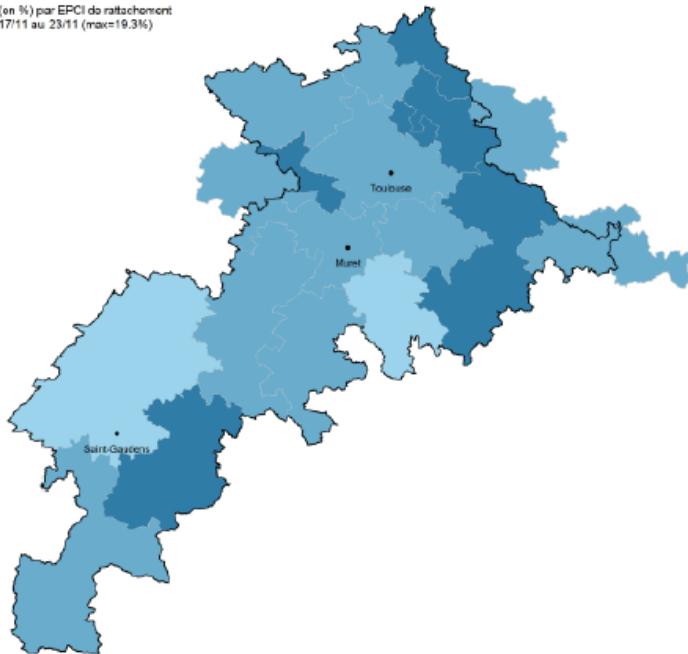 (en %) par EPCI de rattachement
17/11 au 23/11 (max=19.3%)
Toulouse
Muret
Saint-Gaudens